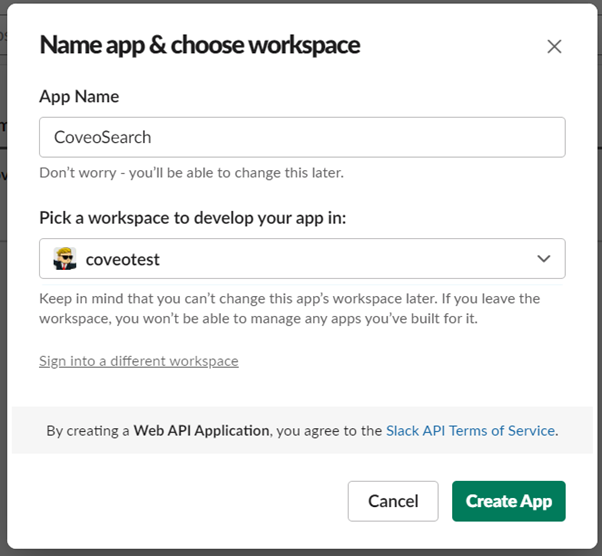 Name app & choose workspace
App Name
CoveoSearch
Don't worry - you'll be able to change this later.
Pick a workspace to develop your app in:
coveotest
Keep in mind that you can't change this app's workspace later. If you leave the
workspace, you won't be able to manage any apps you've built for it.
Sign into a different workspace
By creating a Web API Application, you agree to the Slack API Terms of Service.
Cancel
Create App